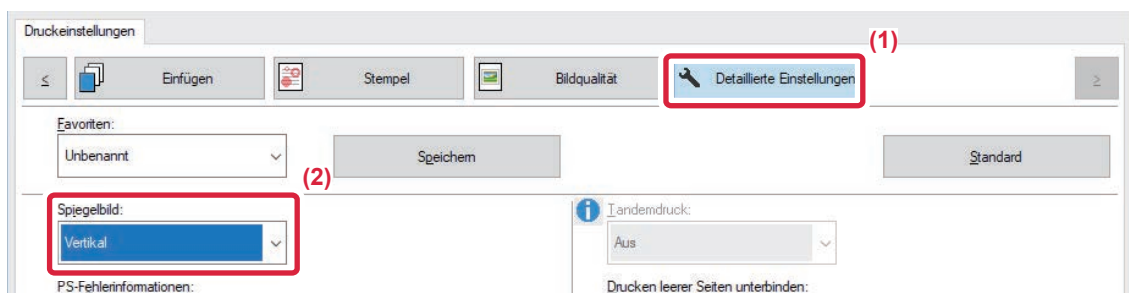 Druckeinstellungen
(1)
< Einfügen Stempel Bildqualität Detaillierte Einstellungen >
Favoriten:
Unbenannt Speichern Standard
(2)
Spiegelbild: Tandemdruck:
Vertikal Aus
PS-Fehlerinformationen: Drucken leerer Seiten unterbinden: